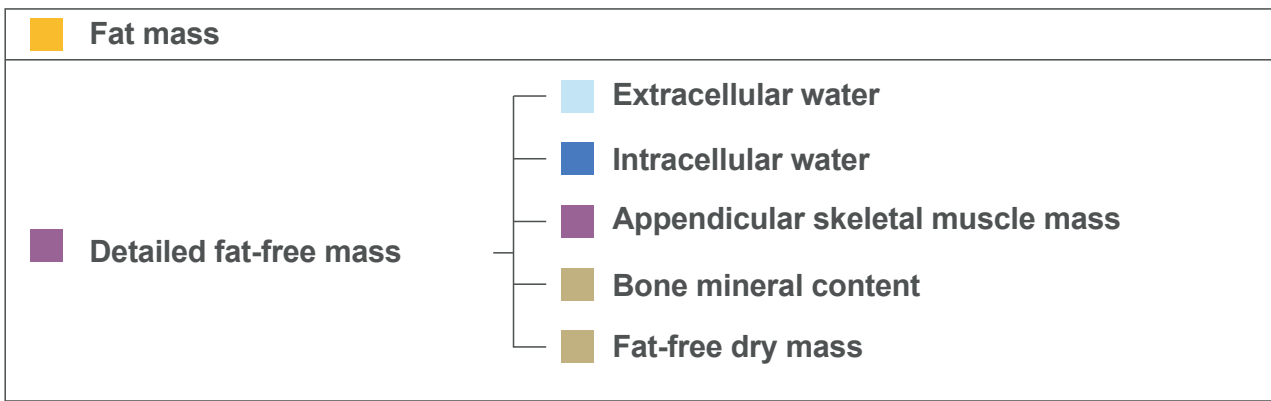 Fat mass
Extracellular water
Intracellular water
Appendicular skeletal muscle mass
Detailed fat-free mass
Bone mineral content
Fat-free dry mass